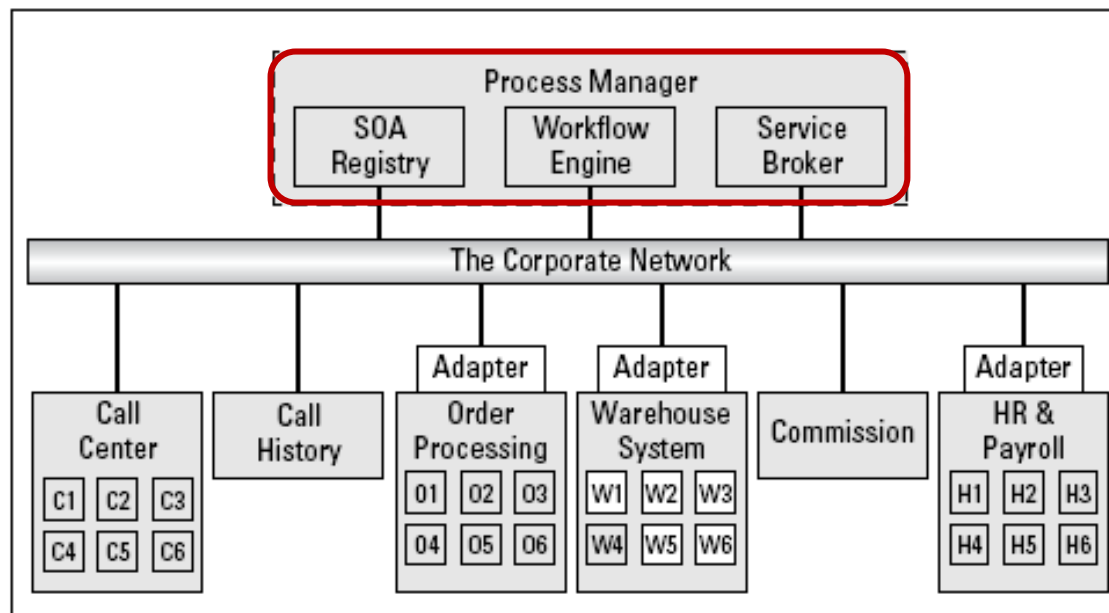 Process Manager
SOA
Registry
Workflow
Engine
Service
Broker
The Corporate Network
Adapter
Adapter
Adapter
Call
Center
C1 C2 C3
C4 C5 C6
Call
History
Order
Processing
O1 O2 O3
O4 O5 O6
Warehouse
System
W1 W2 W3
W4 W5 W6
Commission
HR &
Payroll
H1 H2 H3
H4 H5 H6